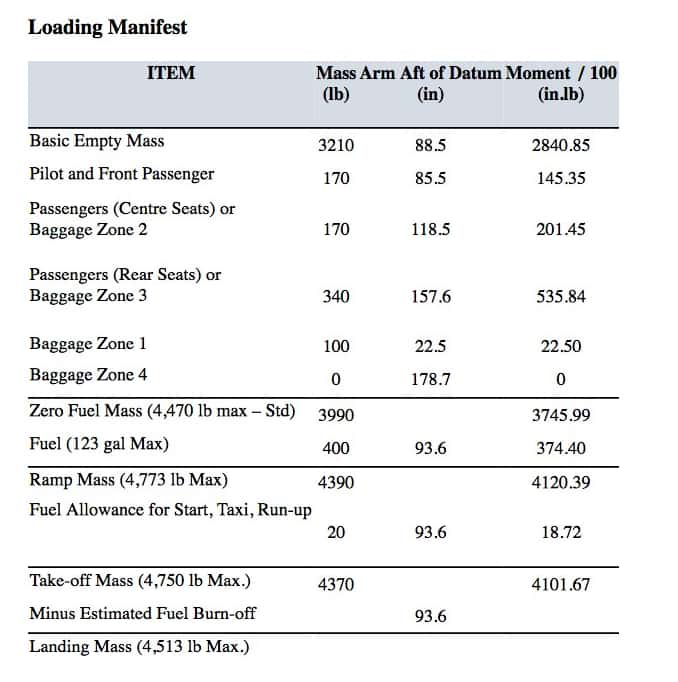 Loading Manifest
ITEM Mass Arm Aft of Datum Moment / 100
(lb) (in) (in.lb)
Basic Empty Mass 3210 88.5 2840.85
Pilot and Front Passenger 170 85.5 145.35
Passengers (Centre Seats) or
Baggage Zone 2 170 118.5 201.45
Passengers (Rear Seats) or
Baggage Zone 3 340 157.6 535.84
Baggage Zone 1 100 22.5 22.50
Baggage Zone 4 0 178.7 0
Zero Fuel Mass (4,470 lb max – Std) 3990 3745.99
Fuel (123 gal Max) 400 93.6 374.40
Ramp Mass (4,773 lb Max) 4390 4120.39
Fuel Allowance for Start, Taxi, Run-up
20 93.6 18.72
Take-off Mass (4,750 lb Max.) 4370 4101.67
Minus Estimated Fuel Burn-off 93.6
Landing Mass (4,513 lb Max.)